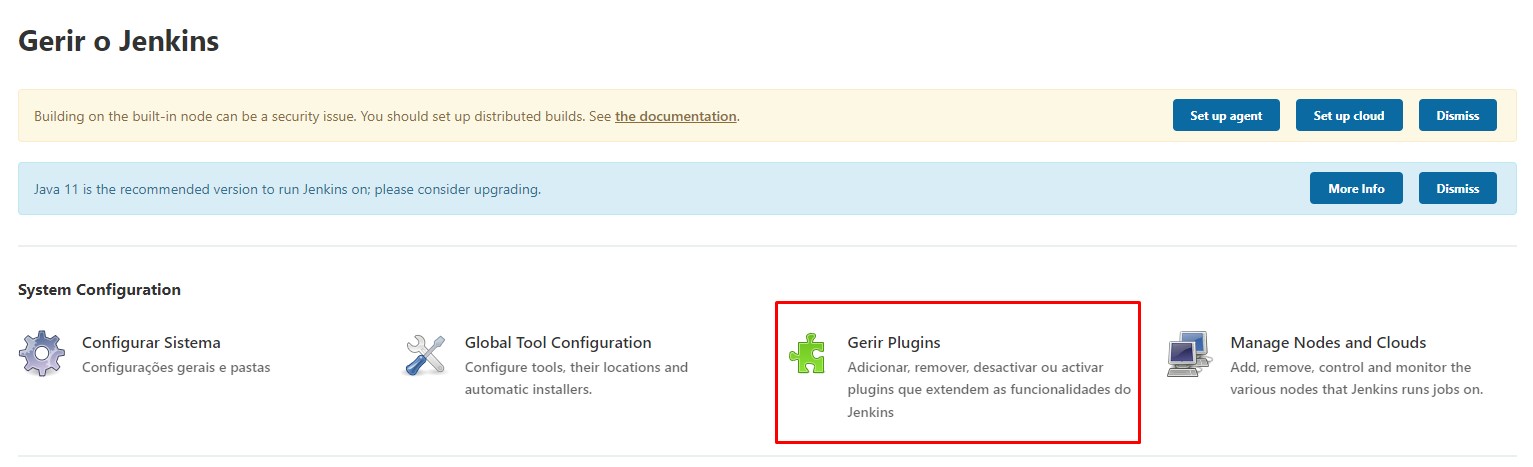 Gerir o Jenkins
Building on the built-in node can be a security issue. You should set up distributed builds. See the documentation.
Set up agent
Set up cloud
Dismiss
Java 11 is the recommended version to run Jenkins on; please consider upgrading.
More Info
Dismiss
System Configuration
Configurar Sistema
Configurações gerais e pastas
Global Tool Configuration
Configure tools, their locations and
automatic installers.
Gerir Plugins
Adicionar, remover, desactivar ou activar
plugins que extendem as funcionalidades do
Jenkins
Manage Nodes and Clouds
Add, remove, control and monitor the
various nodes that Jenkins runs jobs on.